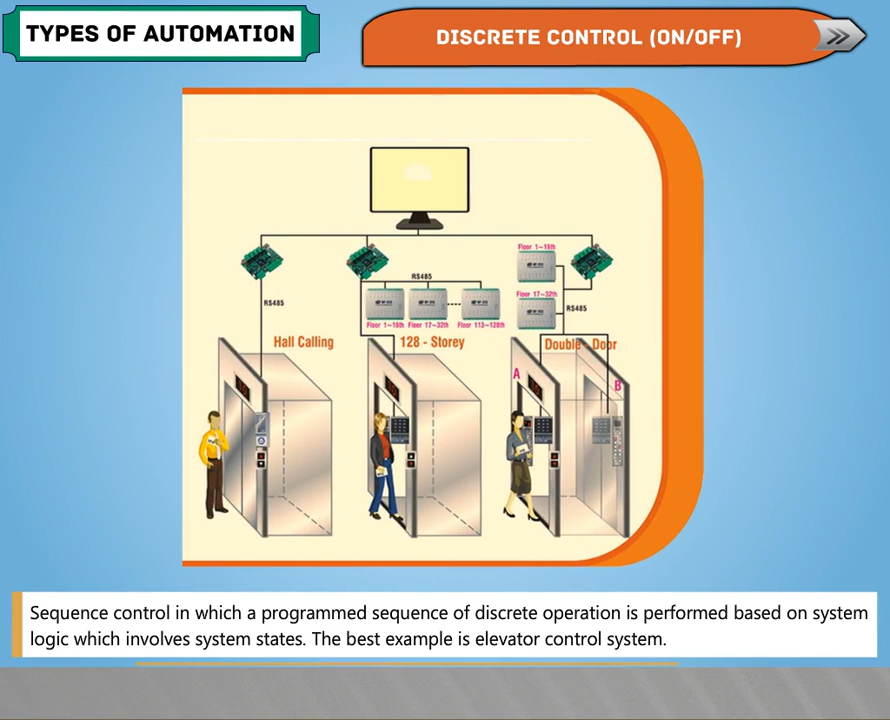 TYPES OF AUTOMATION
DISCRETE CONTROL (ON/OFF)
Floor 1~16th
RS485
RS485
Floor 17~32th
RS485
Floor 1~16th Floor 17~32th Floor 113~128th
Hall Calling
128 - Storey
Double - Door
A
B
Sequence control in which a programmed sequence of discrete operation is performed based on system
logic which involves system states. The best example is elevator control system.